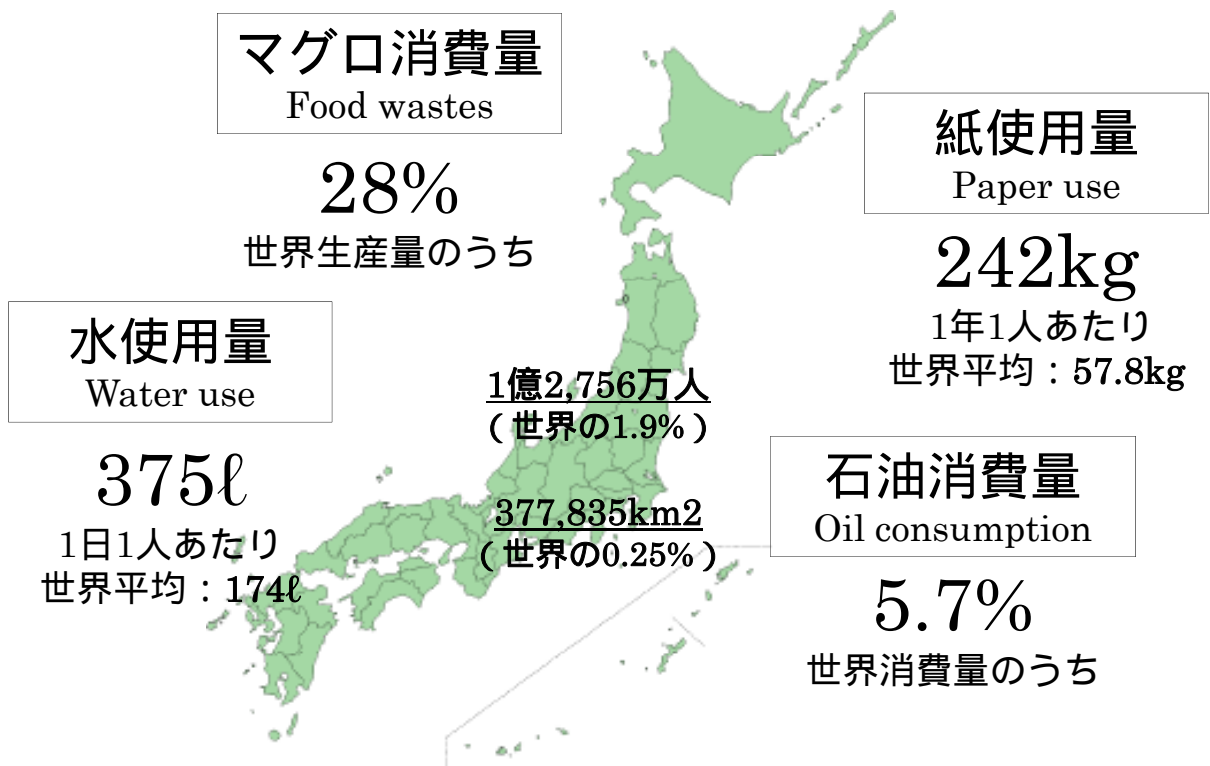 マグロ消費量
Food wastes
28%
世界生産量のうち
紙使用量
Paper use
242kg
1年1人あたり
世界平均：57.8kg
水使用量
Water use
375ℓ
1日1人あたり
世界平均：174ℓ
1億2,756万人
（世界の1.9%）
377,835km2
（世界の0.25%）
石油消費量
Oil consumption
5.7%
世界消費量のうち